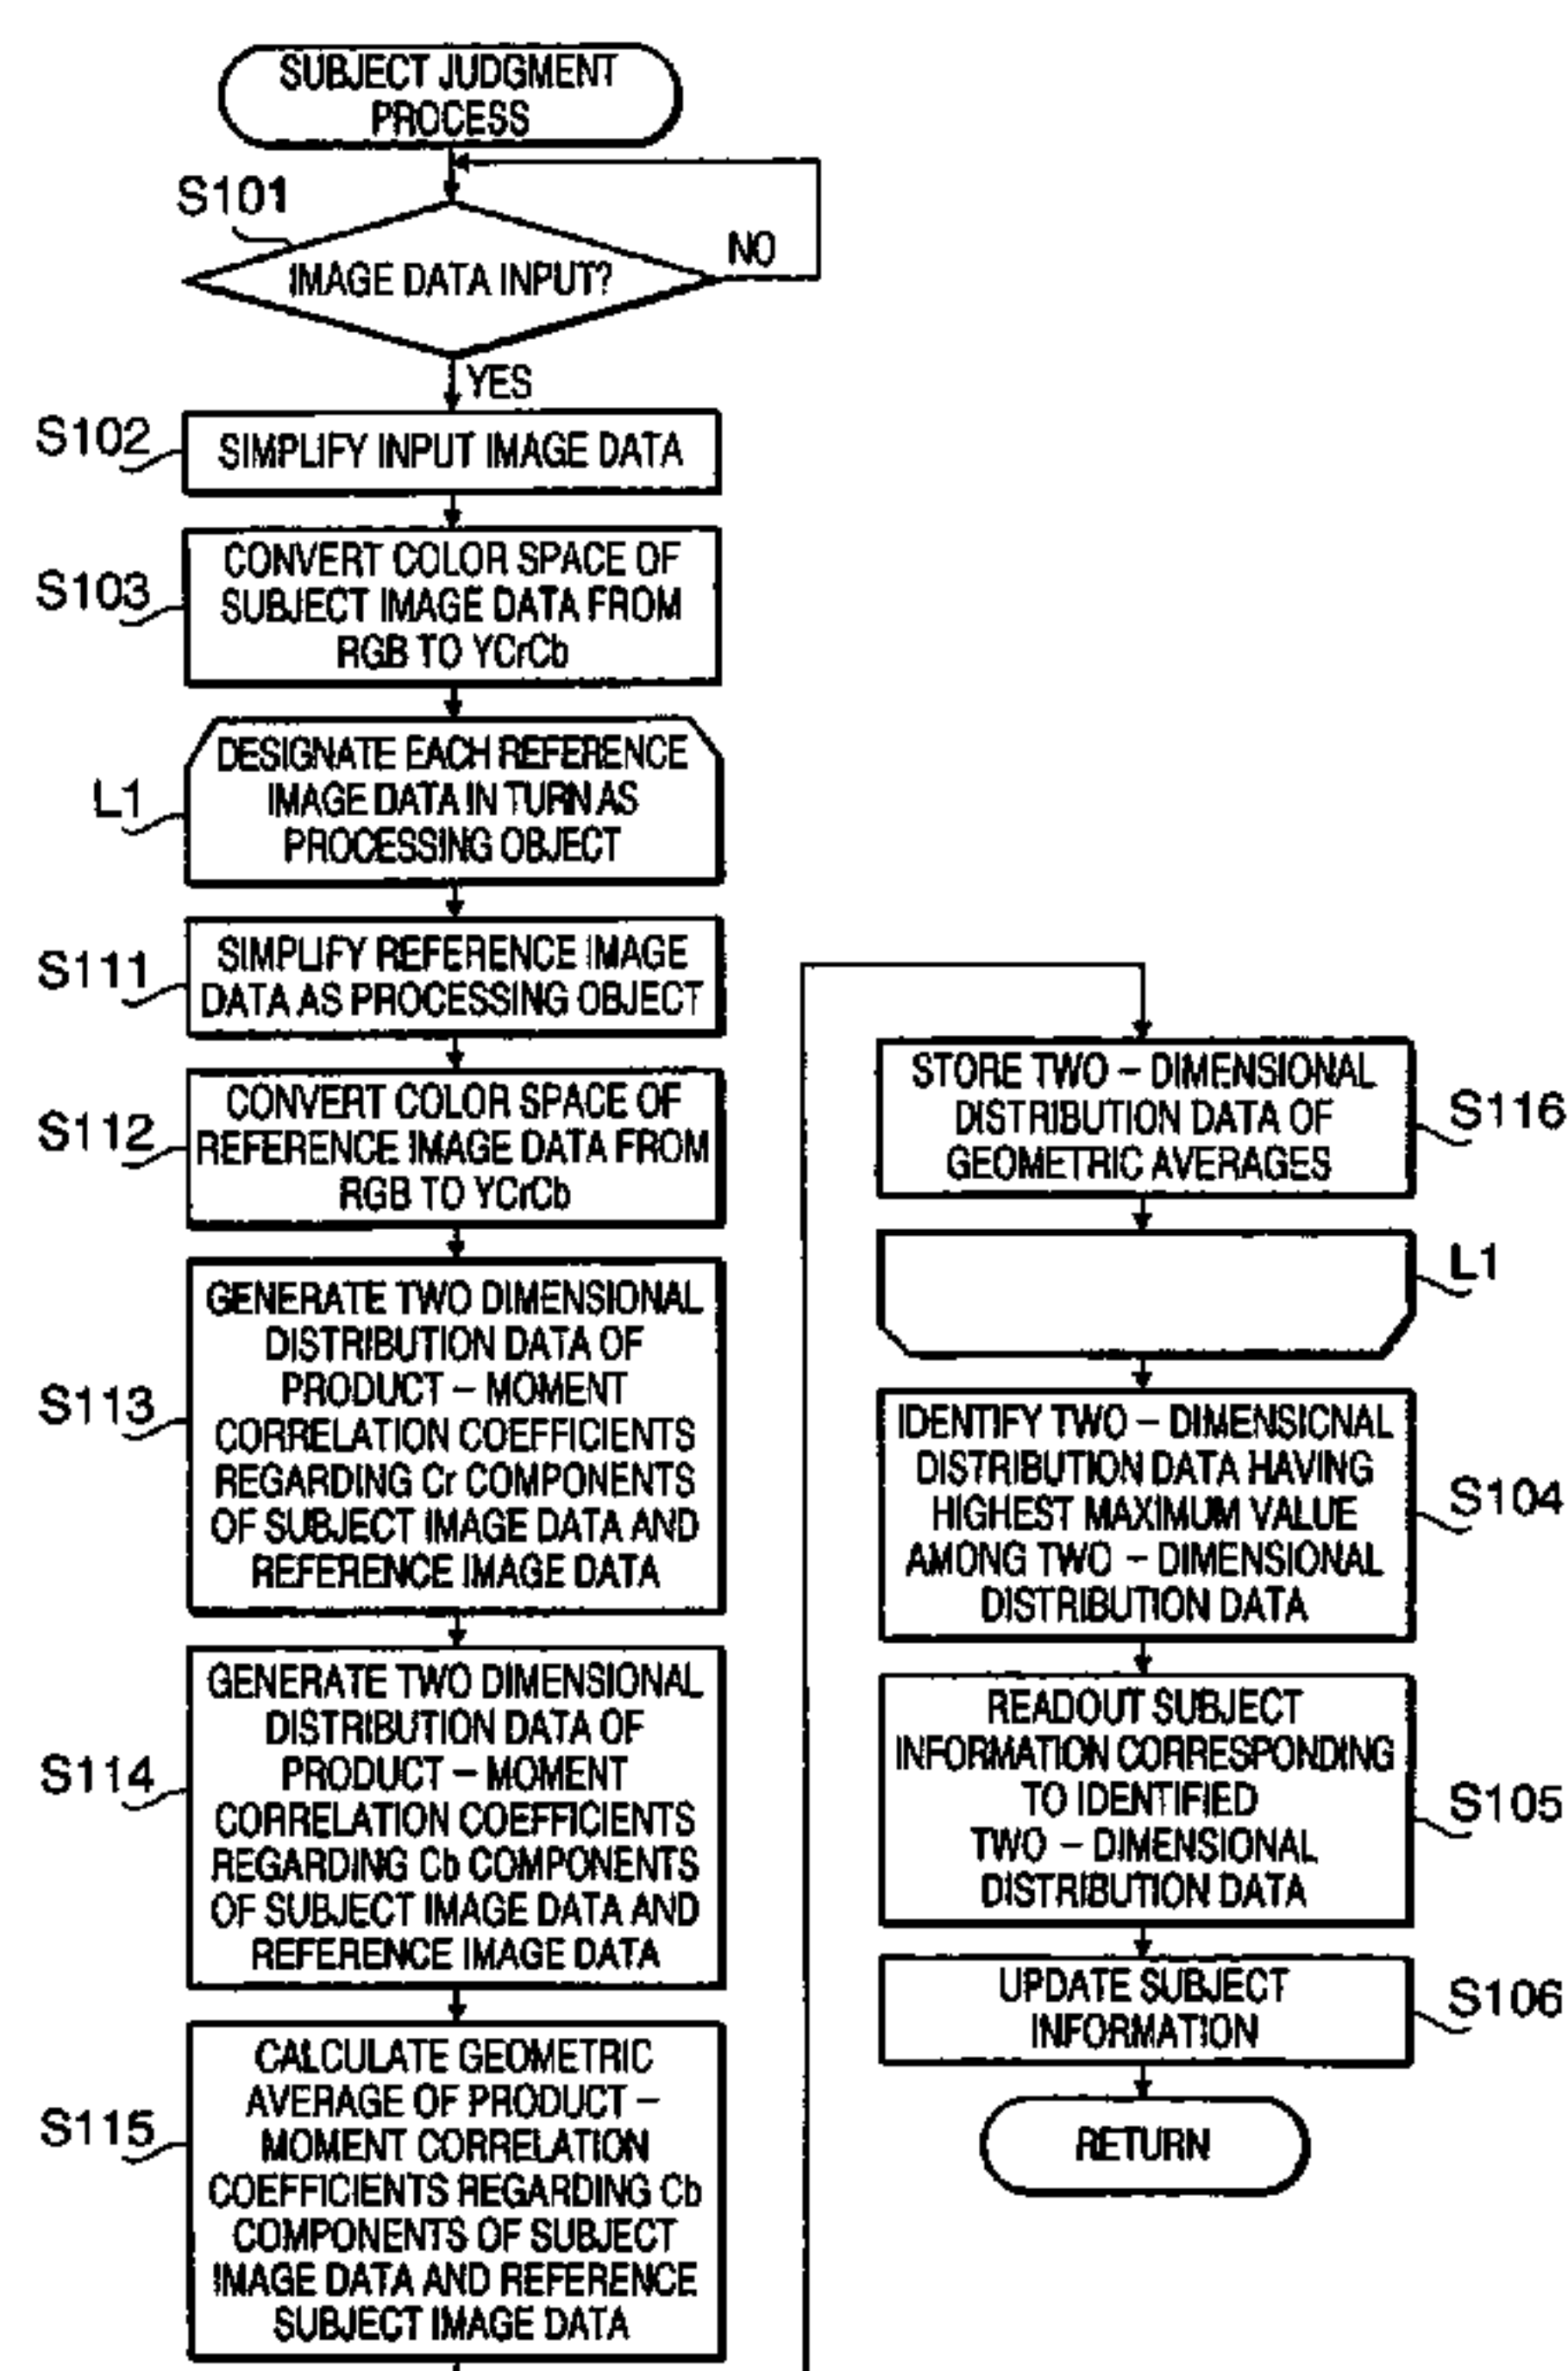 SUBJECT JUDGMENT
PROCESS
S101
IMAGE DATA INPUT?
NO
YES
S102
SIMPLIFY INPUT IMAGE DATA
S103
CONVERT COLOR SPACE OF
SUBJECT IMAGE DATA FROM
RGB TO YCrCb
L1
DESIGNATE EACH REFERENCE
IMAGE DATA IN TURN AS
PROCESSING OBJECT
S111
SIMPLIFY REFERENCE IMAGE
DATA AS PROCESSING OBJECT
S112
CONVERT COLOR SPACE OF
REFERENCE IMAGE DATA FROM
RGB TO YCrCb
S113
GENERATE TWO DIMENSIONAL
DISTRIBUTION DATA OF
PRODUCT – MOMENT
CORRELATION COEFFICIENTS
REGARDING Cr COMPONENTS
OF SUBJECT IMAGE DATA AND
REFERENCE IMAGE DATA
S114
GENERATE TWO DIMENSIONAL
DISTRIBUTION DATA OF
PRODUCT – MOMENT
CORRELATION COEFFICIENTS
REGARDING Cb COMPONENTS
OF SUBJECT IMAGE DATA AND
REFERENCE IMAGE DATA
S115
CALCULATE GEOMETRIC
AVERAGE OF PRODUCT –
MOMENT CORRELATION
COEFFICIENTS REGARDING Cb
COMPONENTS OF SUBJECT
IMAGE DATA AND REFERENCE
SUBJECT IMAGE DATA
STORE TWO – DIMENSIONAL
DISTRIBUTION DATA OF
GEOMETRIC AVERAGES
S116
L1
IDENTIFY TWO – DIMENSIONAL
DISTRIBUTION DATA HAVING
HIGHEST MAXIMUM VALUE
AMONG TWO – DIMENSIONAL
DISTRIBUTION DATA
S104
READOUT SUBJECT
INFORMATION CORRESPONDING
TO IDENTIFIED
TWO – DIMENSIONAL
DISTRIBUTION DATA
S105
UPDATE SUBJECT
INFORMATION
S106
RETURN